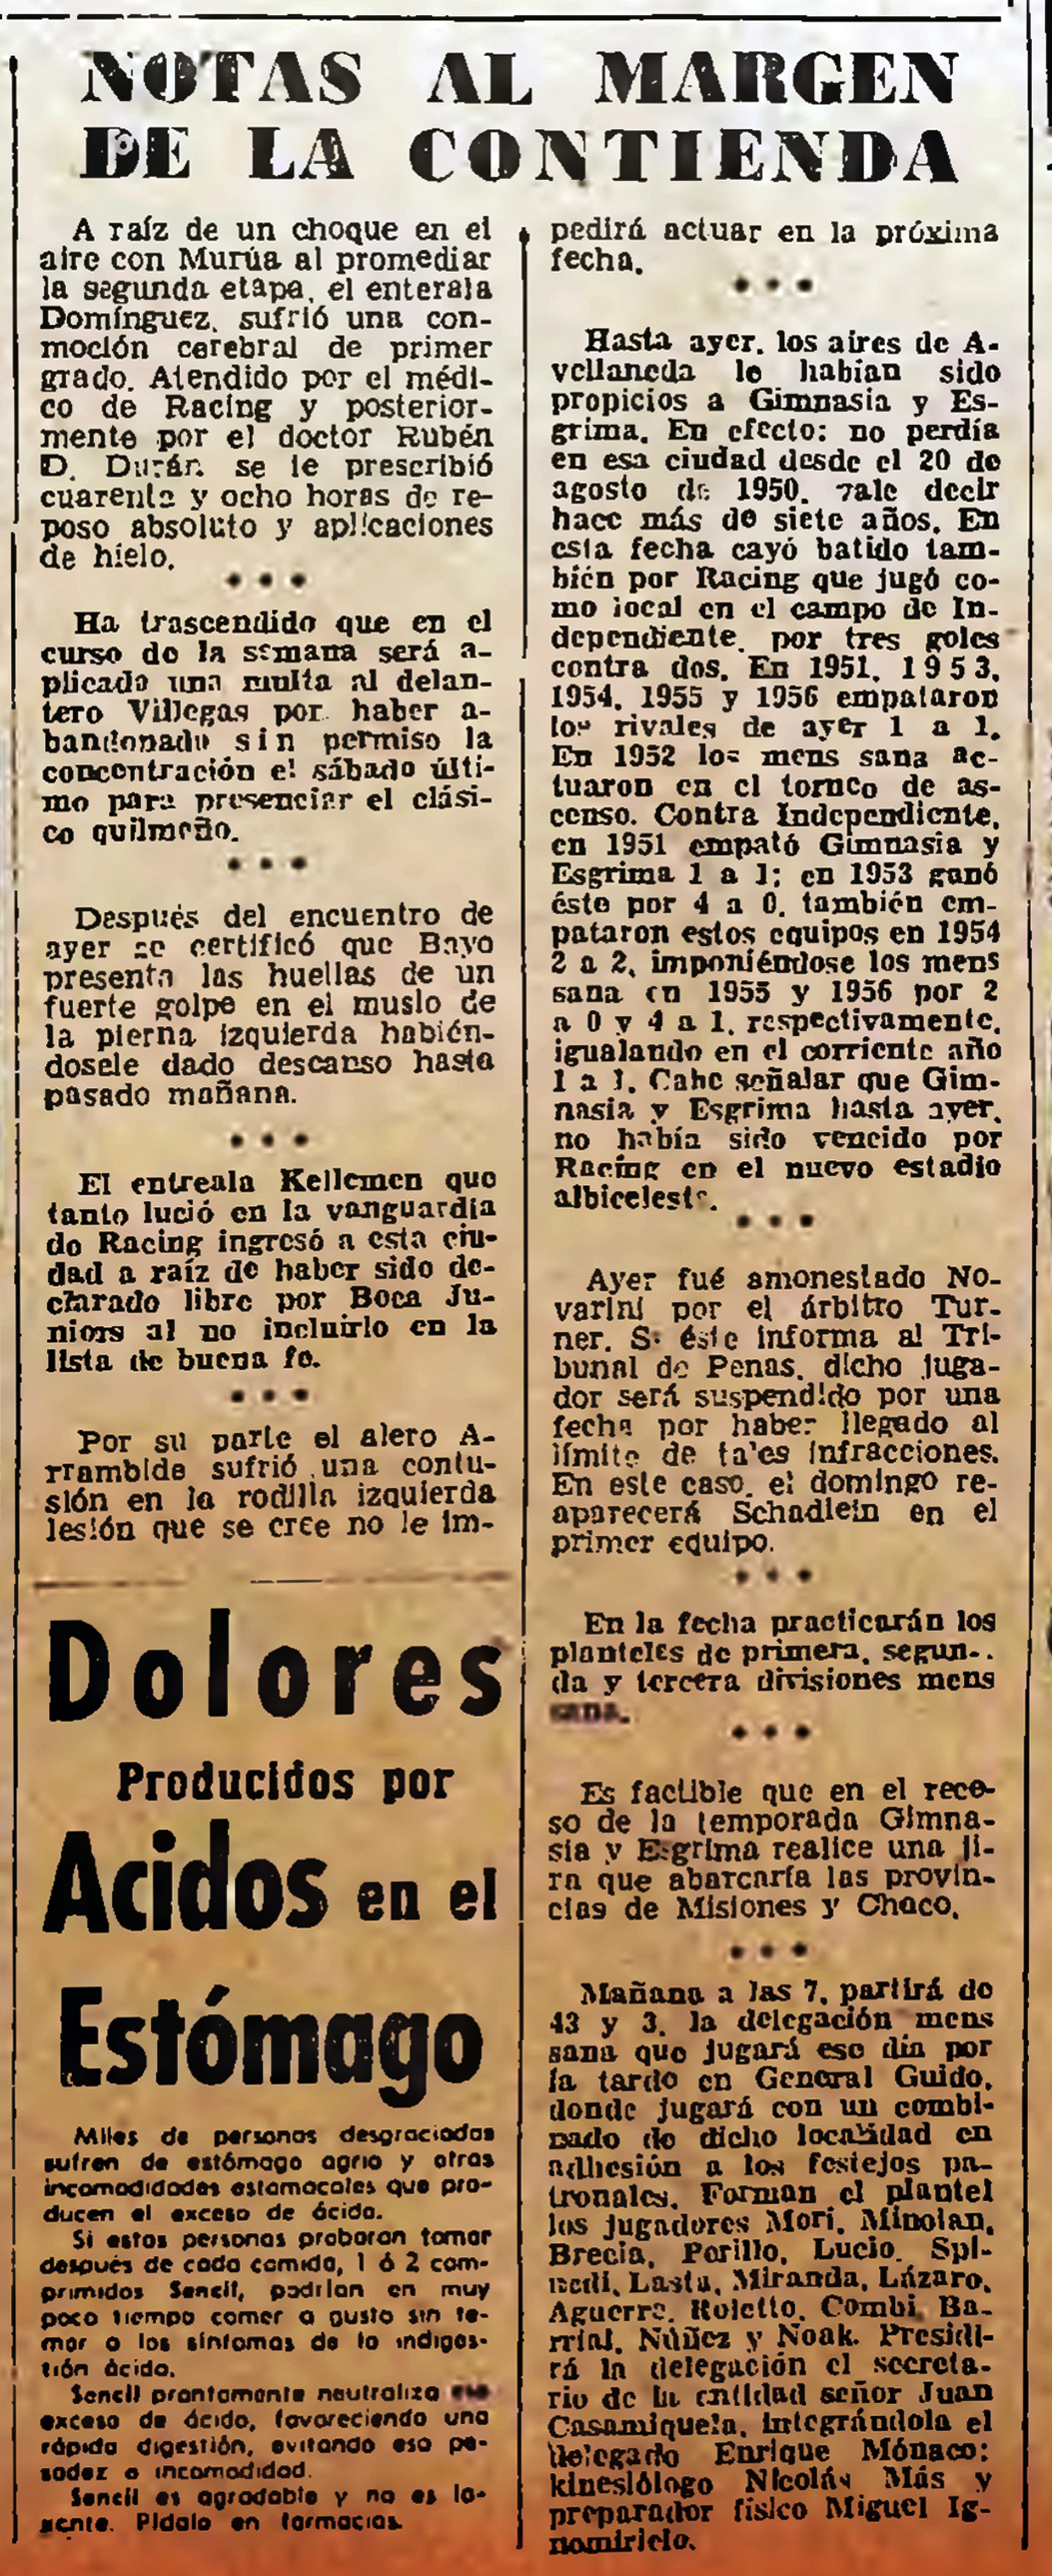 NOTAS AL MARGEN
DE LA CONTIENDA
A raíz de un choque en el
aire con Murúa al promediar
la segunda etapa, el enterala
Domínguez, sufrió una con-
moción cerebral de primer
grado. Atendido por el médi-
co de Racing y posterior-
mente por el doctor Rubén
D. Durán se le prescribió
cuarenta y ocho horas de re-
poso absoluto y aplicaciones
de hielo.
• • •
Ha trascendido que en el
curso de la semana será a-
plicada una multa al delan-
tero Villegas por haber a-
bandonado sin permiso la
concentración el sábado últi-
mo para presenciar el clási-
co quilmeño.
• • •
Después del encuentro de
ayer se certificó que Bayo
presenta las huellas de un
fuerte golpe en el muslo de
la pierna izquierda habién-
dosele dado descanso hasta
pasado mañana.
• • •
El entreala Kellemen que
tanto lució en la vanguardia
de Racing ingresó a esta ciu-
dad a raíz de haber sido de-
clarado libre por Boca Ju-
niors al no incluirlo en la
lista de buena fe.
• • •
Por su parte el alero A-
rrambide sufrió una contu-
sión en la rodilla izquierda
lesión que se cree no le im-
pedirá actuar en la próxima
fecha.
• • •
Hasta ayer, los aires de A-
vellaneda le habían sido
propicios a Gimnasia y Es-
grima. En efecto: no perdía
en esa ciudad desde el 20 de
agosto de 1950, vale decir
hace más de siete años. En
esta fecha cayó batido tam-
bién por Racing que jugó co-
mo local en el campo de In-
dependiente, por tres goles
contra dos. En 1951, 1953,
1954, 1955 y 1956 empataron
los rivales de ayer 1 a 1.
En 1952 los mens sana ac-
tuaron en el torneo de as-
censo. Contra Independiente,
en 1951 empató Gimnasia y
Esgrima 1 a 1; en 1953 ganó
éste por 4 a 0, también em-
pataron estos equipos en 1954
2 a 2, imponiéndose los mens
sana en 1955 y 1956 por 2
a 0 y 4 a 1, respectivamente,
igualando en el corriente año
1 a 1. Cabe señalar que Gim-
nasia y Esgrima hasta ayer,
no había sido vencido por
Racing en el nuevo estadio
albiceleste.
• • •
Ayer fué amonestado No-
varini por el árbitro Tur-
ner. Si éste informa al Tri-
bunal de Penas, dicho juga-
dor será suspendido por una
fecha por haber llegado al
límite de tales infracciones.
En este caso, el domingo re-
aparecerá Schadlein en el
primer equipo.
• • •
En la fecha practicarán los
planteles de primera, segun-
da y tercera divisiones mens
sana.
• • •
Es factible que en el rece-
so de la temporada Gimna-
sia y Esgrima realice una ji-
ra que abarcaría las provin-
cias de Misiones y Chaco.
• • •
Mañana a las 7, partirá de
43 y 3, la delegación mens
sana que jugará ese día por
la tarde en General Guido,
donde jugará con un combi-
nado de dicho localidad en
adhesión a los festejos pa-
tronales. Forman el plantel
los jugadores Mori, Minoian,
Brecia, Perillo, Lucio, Spi-
nedi, Lasta, Miranda, Lázaro,
Aguerre, Roletto, Combi, Ba-
rrial, Núñez y Noak. Presidi-
rá la delegación el secreta-
rio de la entidad señor Juan
Casamiquela, integrándola el
delegado Enrique Mónaco;
kinesiólogo Nicolás Más y
preparador físico Miguel Ig-
nomirielo.
Dolores
Producidos por
Acidos en el
Estómago
Miles de personas desgraciadas
sufren de estómago agrio y otras
incomodidades estomacales que pro-
ducen el exceso de ácido.
Si estas personas probaran tomar
después de cada comida, 1 ó 2 com-
primidos Sencil, podrían en muy
poco tiempo comer a gusto sin te-
mor a los síntomas de la indiges-
tión ácida.
Sencil prontamente neutraliza ese
exceso de ácido, favoreciendo una
rápida digestión, evitando esa pe-
sadez o incomodidad.
Sencil es agradable y no es la-
xante. Pídalo en farmacias.